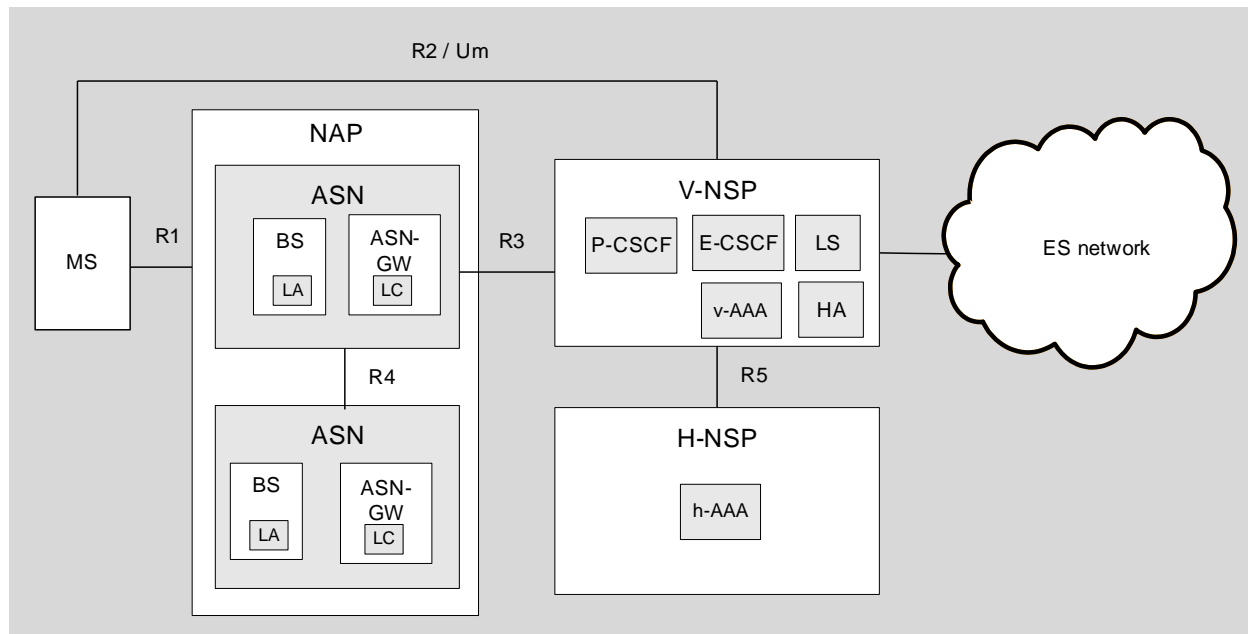 R2 / Um
NAP
ASN
BS
LA
ASN-
GW
LC
MS
R1
R3
V-NSP
P-CSCF
E-CSCF
LS
v-AAA
HA
ES network
R4
R5
ASN
BS
LA
ASN-
GW
LC
H-NSP
h-AAA